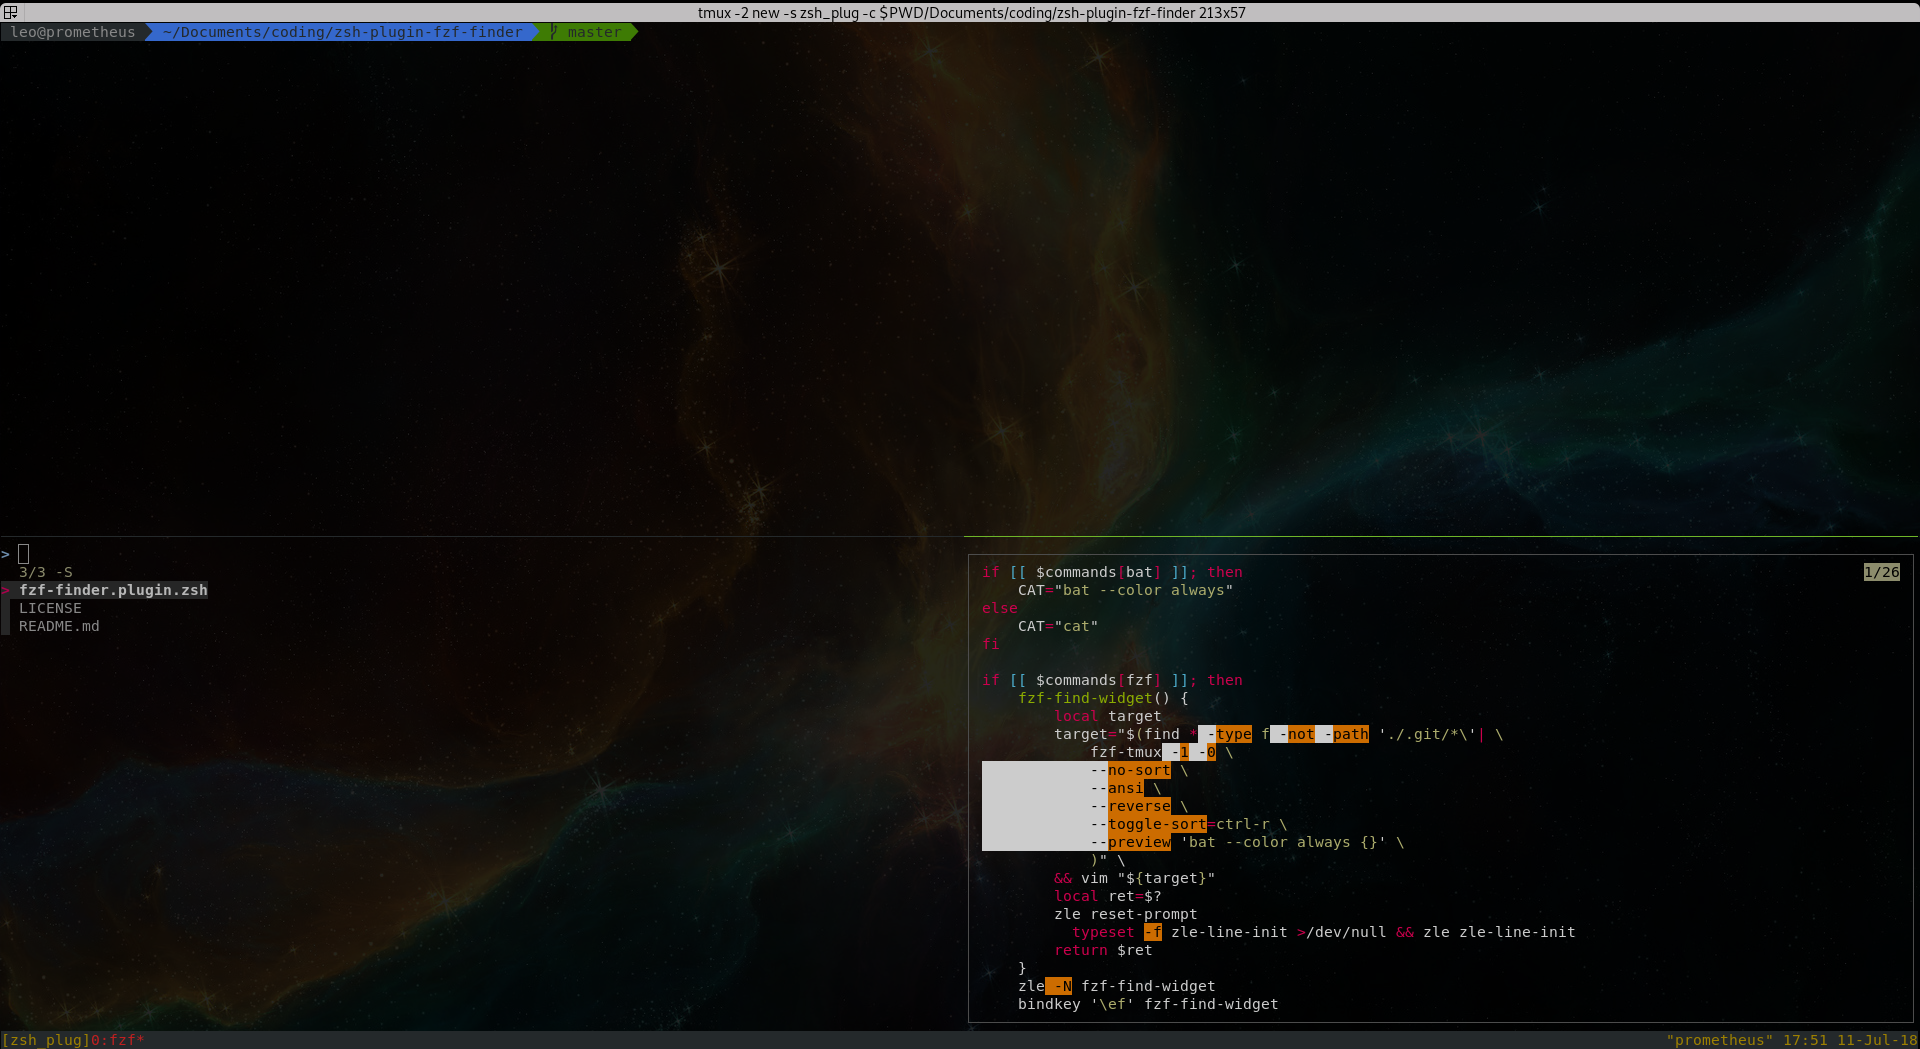 tmux -2 new -s zsh_plug -c $PWD/Documents/coding/zsh-plugin-fzf-finder 213x57
leo@prometheus ~/Documents/coding/zsh-plugin-fzf-finder master
>
3/3 -S
> fzf-finder.plugin.zsh
LICENSE
README.md
1/26
if [[ $commands[bat] ]]; then
    CAT="bat --color always"
else
    CAT="cat"
fi
if [[ $commands[fzf] ]]; then
    fzf-find-widget() {
        local target
        target="$(find * -type f -not -path './.git/*\'| \
            fzf-tmux -1 -0 \
            --no-sort \
            --ansi \
            --reverse \
            --toggle-sort=ctrl-r \
            --preview 'bat --color always {}' \
            )" \
        && vim "${target}"
        local ret=$?
        zle reset-prompt
          typeset -f zle-line-init >/dev/null && zle zle-line-init
        return $ret
    }
    zle -N fzf-find-widget
    bindkey '\ef' fzf-find-widget
[zsh_plug]0:fzf* "prometheus" 17:51 11-Jul-18